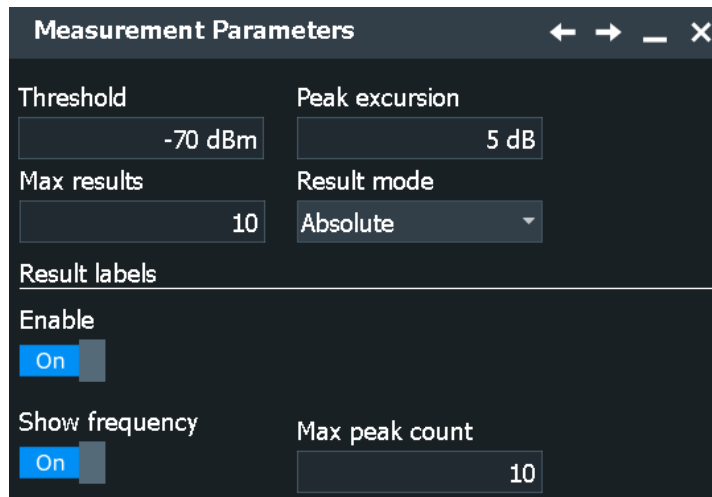 Measurement Parameters
Threshold Peak excursion
-70 dBm 5 dB
Max results Result mode
10 Absolute
Result labels
Enable
On
Show frequency Max peak count
On 10